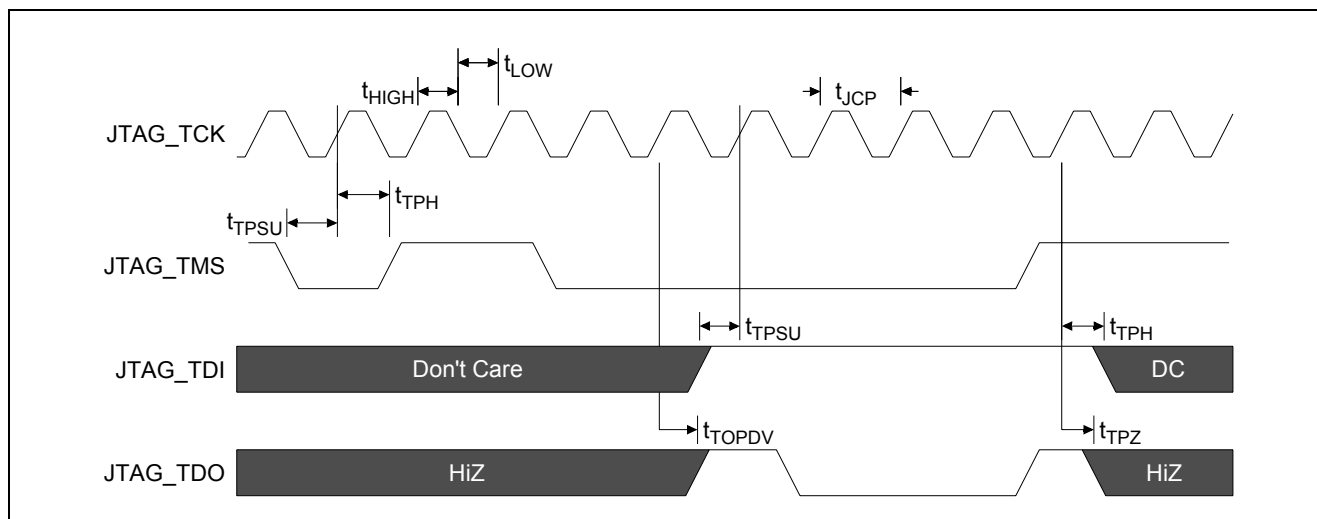 tLOW
tHIGH
tJCP
JTAG_TCK
tTPH
tTPSU
JTAG_TMS
tTPSU
tTPH
JTAG_TDI
Don't Care
DC
tTOPDV
tTPZ
JTAG_TDO
HiZ
HiZ